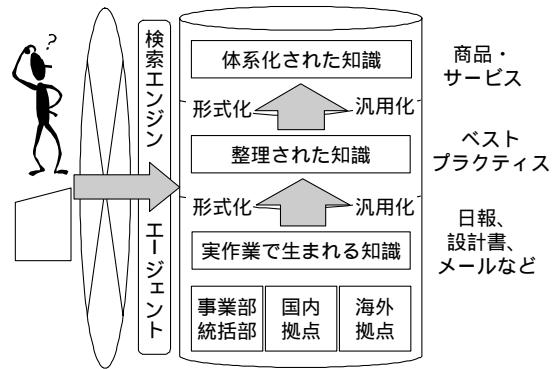 ?
検索エンジン
エージェント
体系化された知識
形式化
汎用化
整理された知識
形式化
汎用化
実作業で生まれる知識
事業部
統括部
国内
拠点
海外
拠点
商品・
サービス
ベスト
プラクティス
日報、
設計書、
メールなど